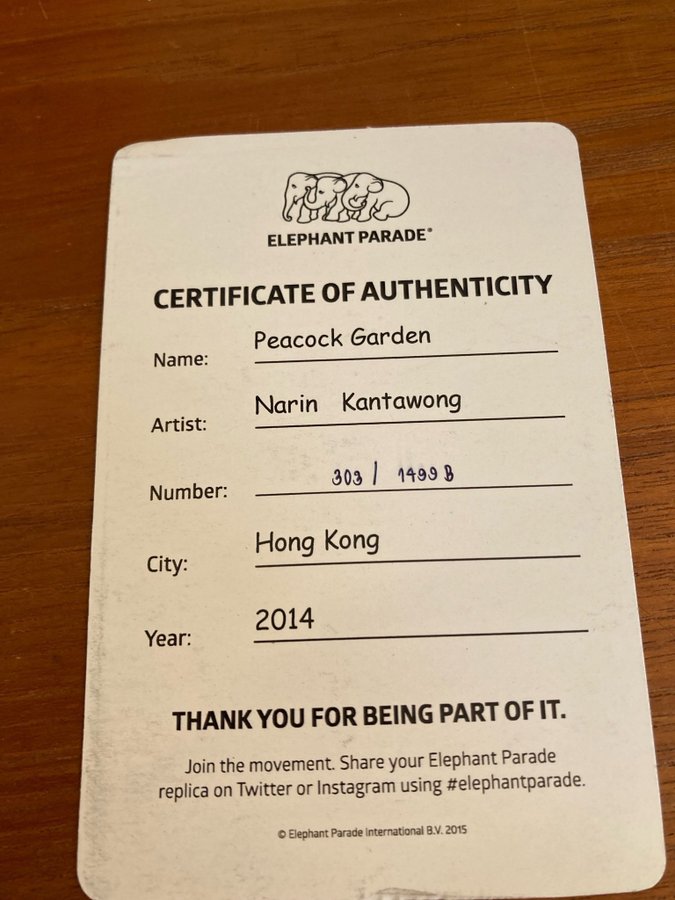 ELEPHANT PARADE®
CERTIFICATE OF AUTHENTICITY
Name: Peacock Garden
Artist: Narin Kantawong
Number: 303 / 1499 B
City: Hong Kong
Year: 2014
THANK YOU FOR BEING PART OF IT.
Join the movement. Share your Elephant Parade
replica on Twitter or Instagram using #elephantparade.
© Elephant Parade International B.V. 2015